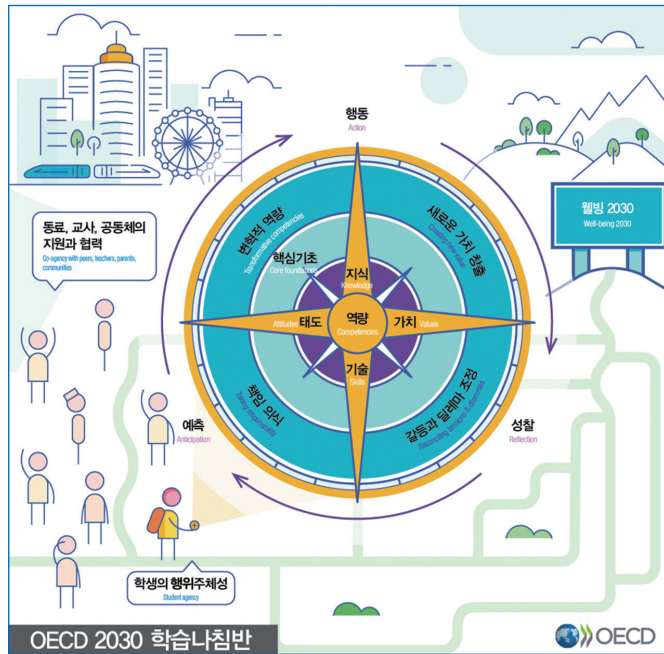 행동
Action
웰빙 2030
Well-being 2030
동료, 교사, 공동체의
지원과 협력
Co-agency with peers, teachers, parents,
communities
변혁적 역량
Transformative competencies
새로운 가치 창출
Creating new value
핵심기초
Core foundations
지식
Knowledge
Attitudes 태도
역량
Competencies
가치 Values
기술
Skills
책임 의식
Taking responsibility
갈등과 딜레마 조정
Reconciling tensions & dilemmas
예측
Anticipation
성찰
Reflection
학생의 행위주체성
Student agency
OECD 2030 학습나침반
OECD